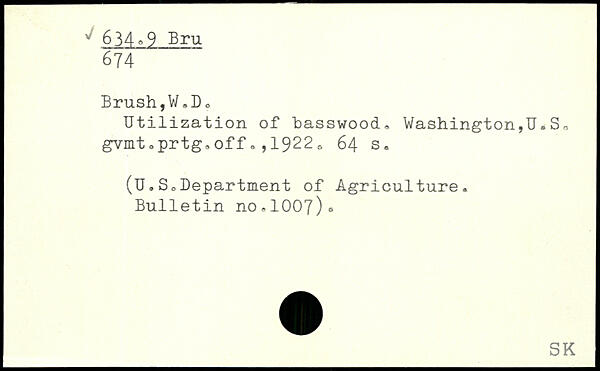 634.9 Bru
674
Brush,W.D.
Utilization of basswood. Washington,U.S.
gvmt.prtg.off.,1922. 64 s.
(U.S.Department of Agriculture.
Bulletin no.1007).
SK